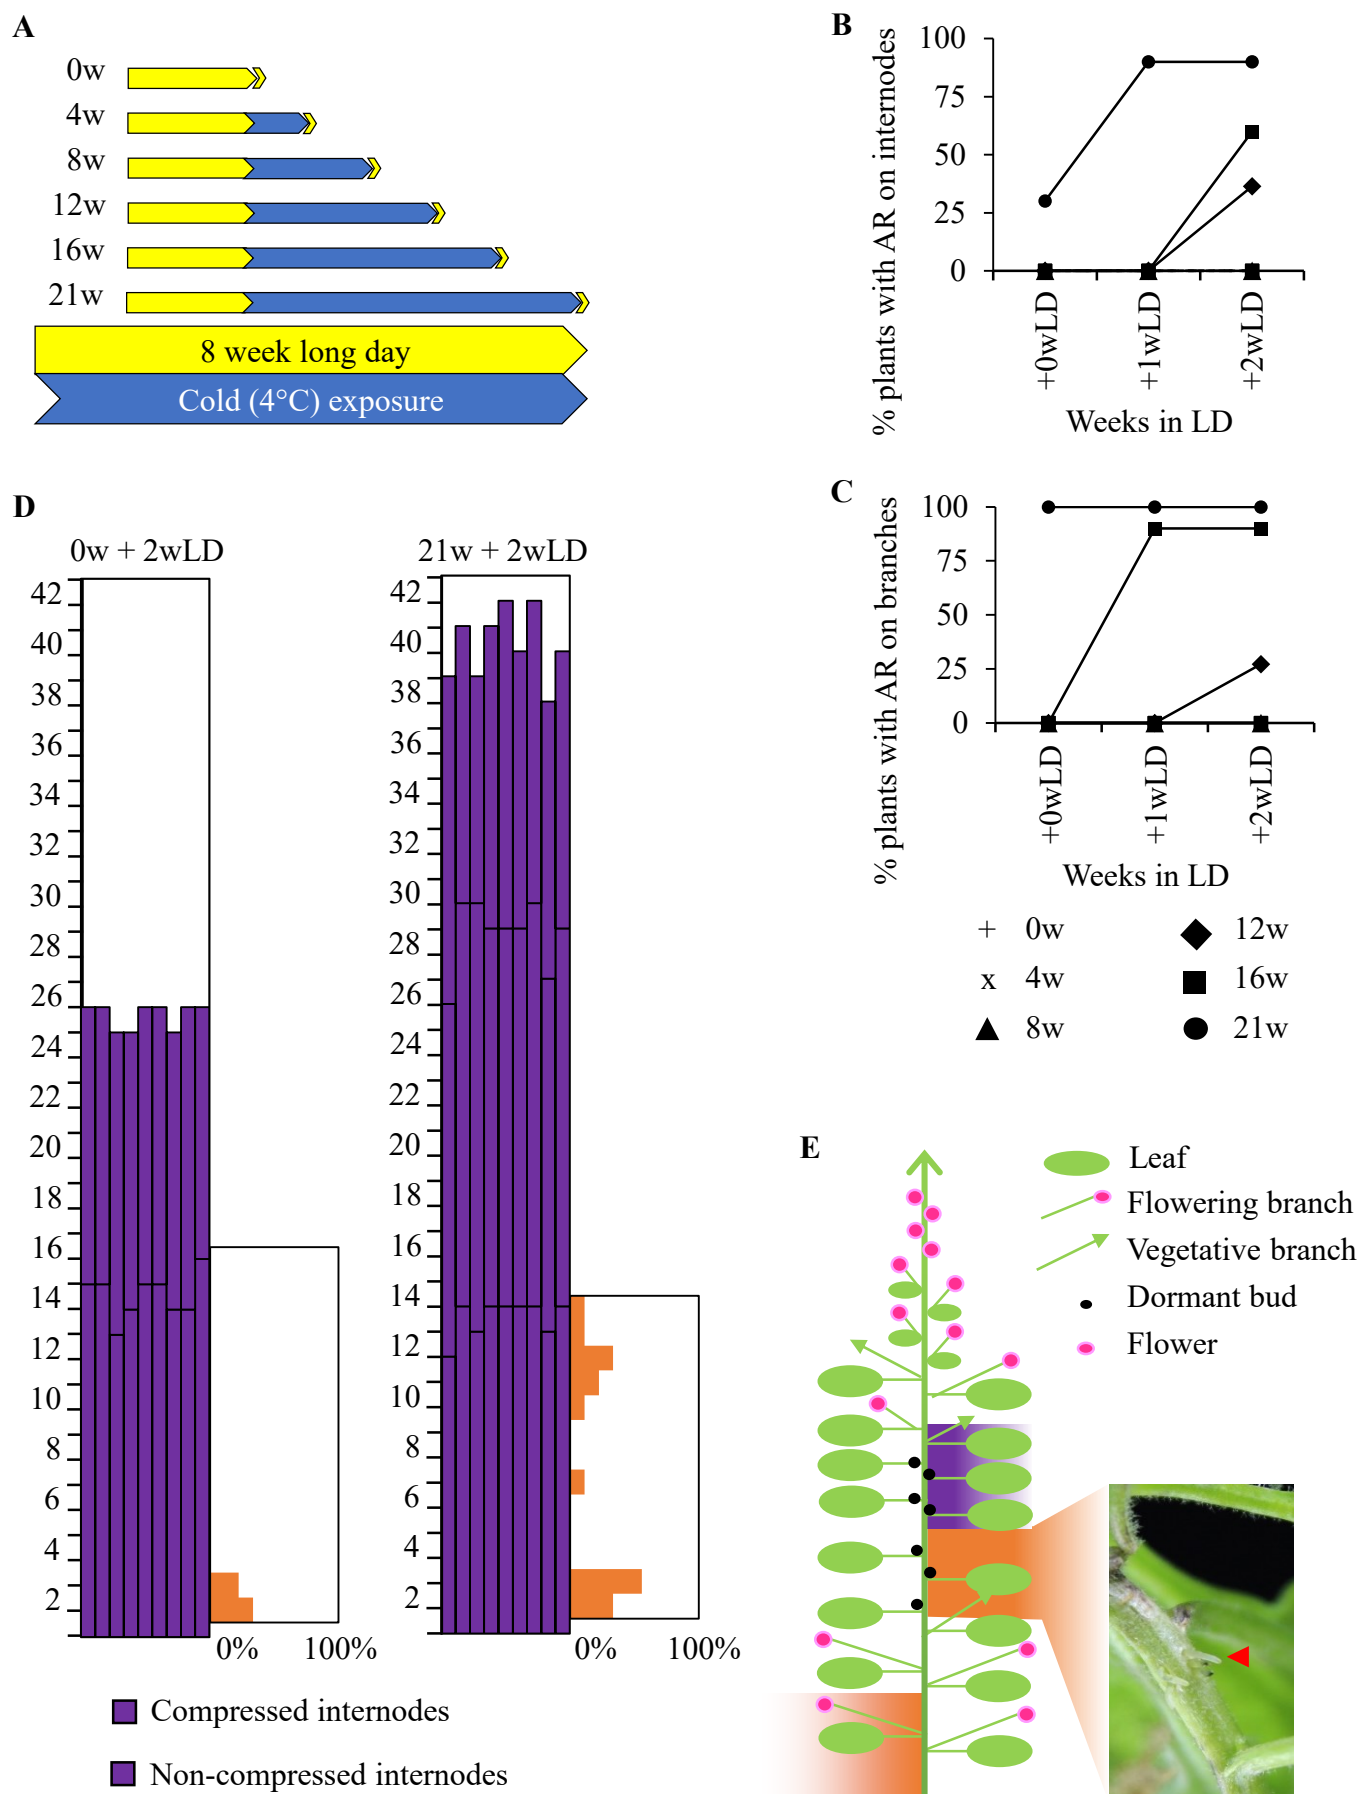 A
0w
4w
8w
12w
16w
21w
8 week long day
Cold (4°C) exposure
B
% plants with AR on internodes
100
75
50
25
0
+0wLD
+1wLD
+2wLD
Weeks in LD
C
% plants with AR on branches
100
75
50
25
0
+0wLD
+1wLD
+2wLD
Weeks in LD
+ 0w
x 4w
8w
12w
16w
21w
D
0w + 2wLD
42
40
38
36
34
32
30
28
26
24
22
20
18
16
14
12
10
8
6
4
2
0%
100%
21w + 2wLD
42
40
38
36
34
32
30
28
26
24
22
20
18
16
14
12
10
8
6
4
2
0%
100%
Compressed internodes
Non-compressed internodes
E
Leaf
Flowering branch
Vegetative branch
Dormant bud
Flower